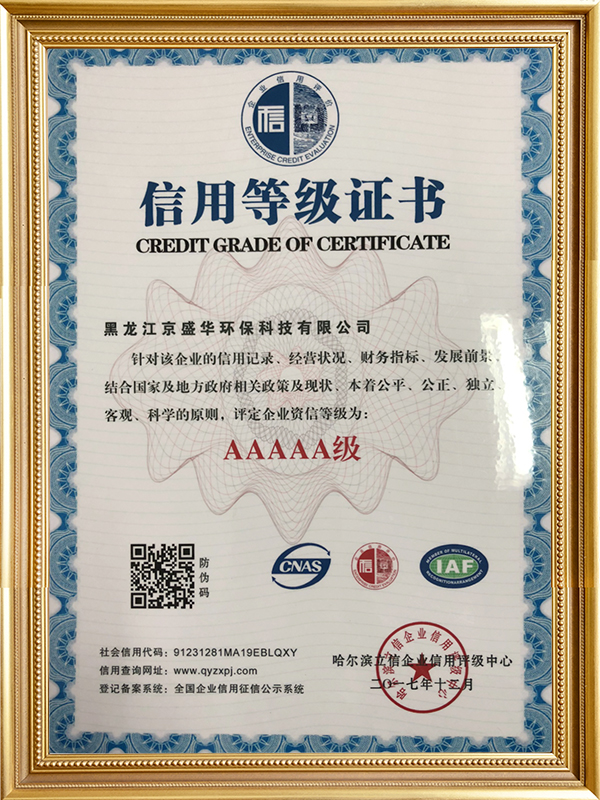 企业信用评价
信
ENTERPRISE CREDIT EVALUATION
信用等级证书
CREDIT GRADE OF CERTIFICATE
黑龙江京盛华环保科技有限公司
针对该企业的信用记录、经营状况、财务指标、发展前景、
结合国家及地方政府相关政策及现状、本着公平、公正、独立、
客观、科学的原则，评定企业资信等级为：
AAAAA级
防伪码
CNAS
信
MEMBER OF MULTILATERAL
IAF
RECOGNITION ARRANGEMENT
社会信用代码：91231281MA19EBLQXY
信用查询网址：www.qyzxpj.com
登记备案系统：全国企业信用征信公示系统
哈尔滨立信企业信用评级中心
二〇一七年十二月